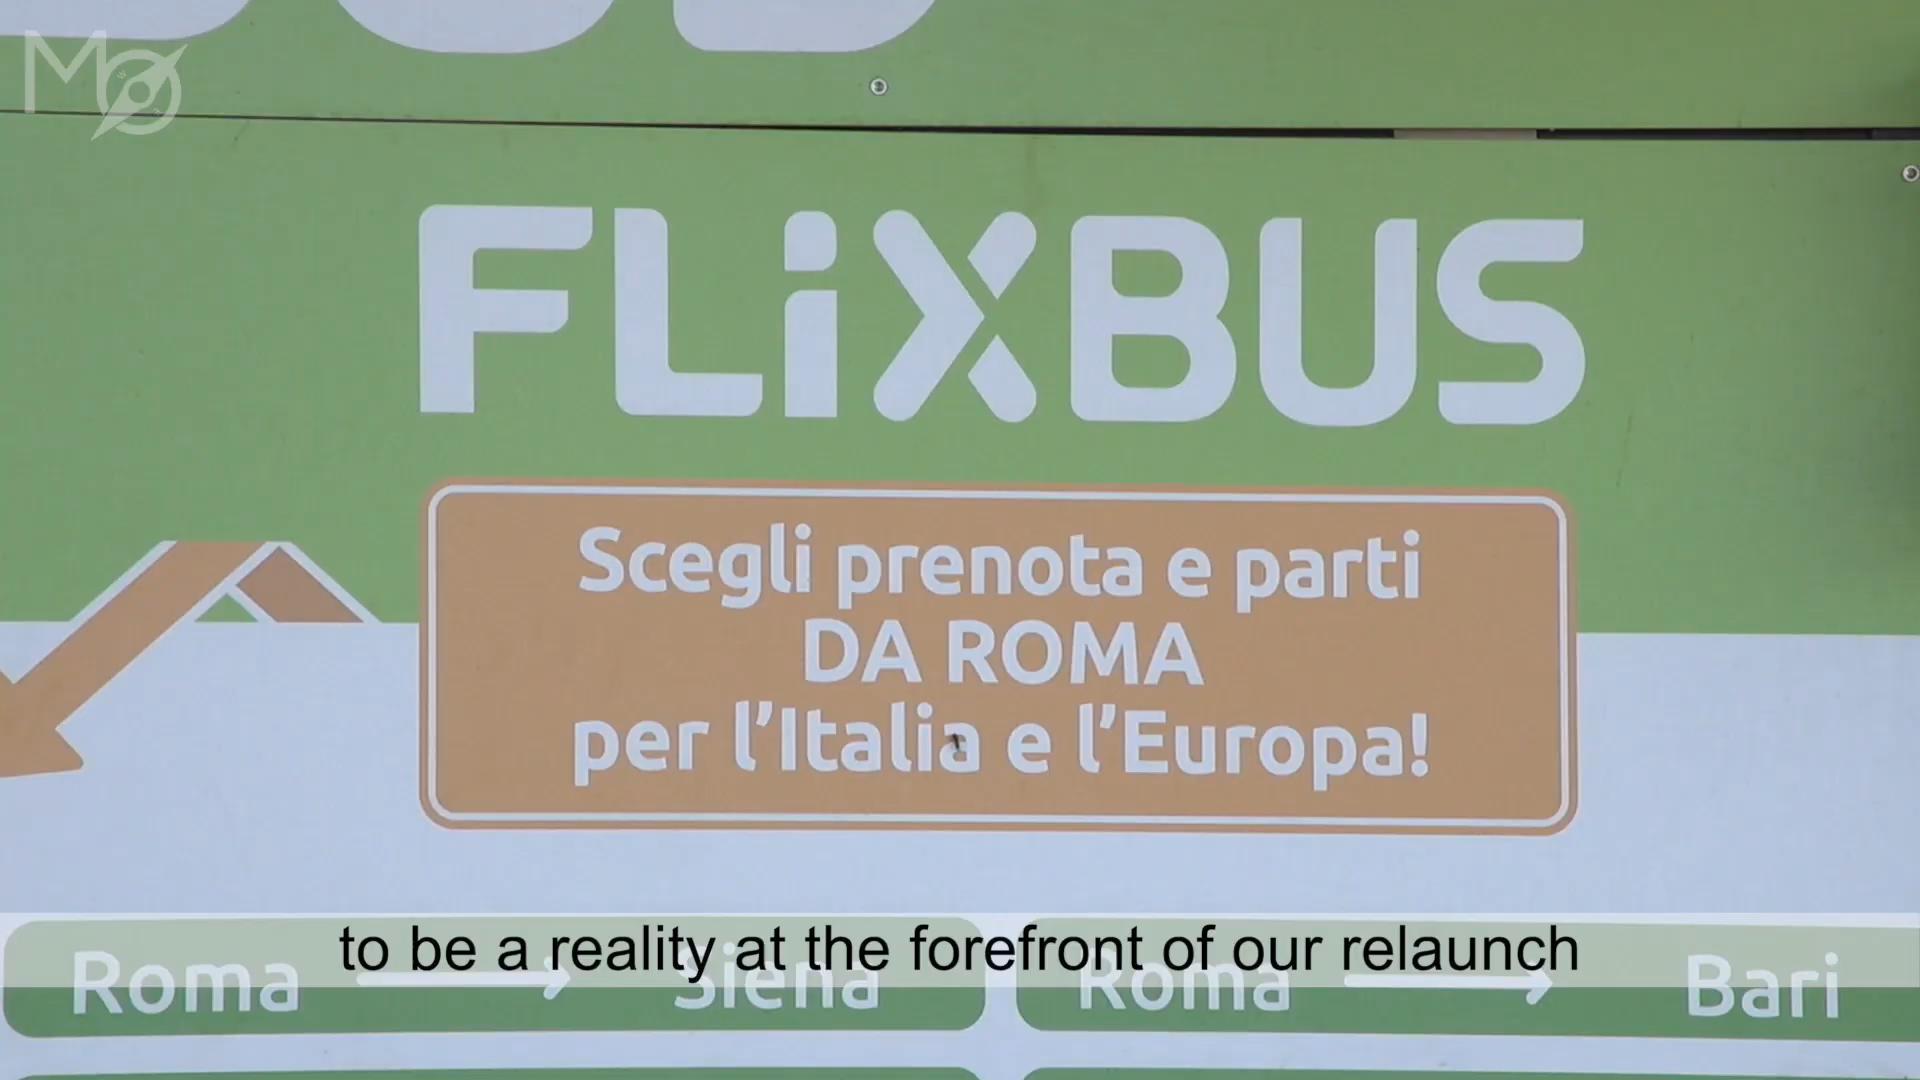 MO
FLiXBUS
Scegli prenota e parti
DA ROMA
per l'Italia e l'Europa!
to be a reality at the forefront of our relaunch
Roma → Siena
Roma → Bari